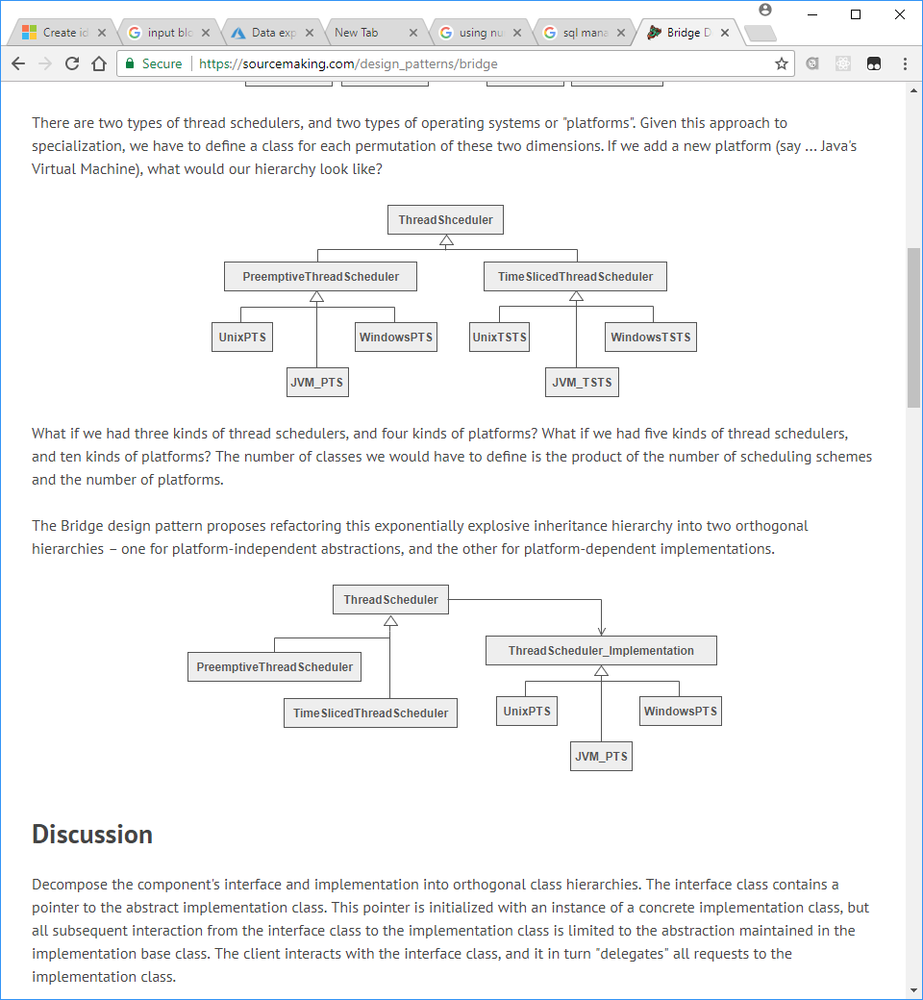 Create id
input blo
Data exp
New Tab
using nu
sql mana
Bridge D
Secure
https://sourcemaking.com/design_patterns/bridge
There are two types of thread schedulers, and two types of operating systems or "platforms". Given this approach to
specialization, we have to define a class for each permutation of these two dimensions. If we add a new platform (say ... Java's
Virtual Machine), what would our hierarchy look like?
ThreadShceduler
PreemptiveThreadScheduler
TimeSlicedThreadScheduler
UnixPTS
WindowsPTS
UnixTSTS
WindowsTSTS
JVM_PTS
JVM_TSTS
What if we had three kinds of thread schedulers, and four kinds of platforms? What if we had five kinds of thread schedulers,
and ten kinds of platforms? The number of classes we would have to define is the product of the number of scheduling schemes
and the number of platforms.
The Bridge design pattern proposes refactoring this exponentially explosive inheritance hierarchy into two orthogonal
hierarchies – one for platform-independent abstractions, and the other for platform-dependent implementations.
ThreadScheduler
ThreadScheduler_Implementation
PreemptiveThreadScheduler
TimeSlicedThreadScheduler
UnixPTS
WindowsPTS
JVM_PTS
Discussion
Decompose the component's interface and implementation into orthogonal class hierarchies. The interface class contains a
pointer to the abstract implementation class. This pointer is initialized with an instance of a concrete implementation class, but
all subsequent interaction from the interface class to the implementation class is limited to the abstraction maintained in the
implementation base class. The client interacts with the interface class, and it in turn "delegates" all requests to the
implementation class.